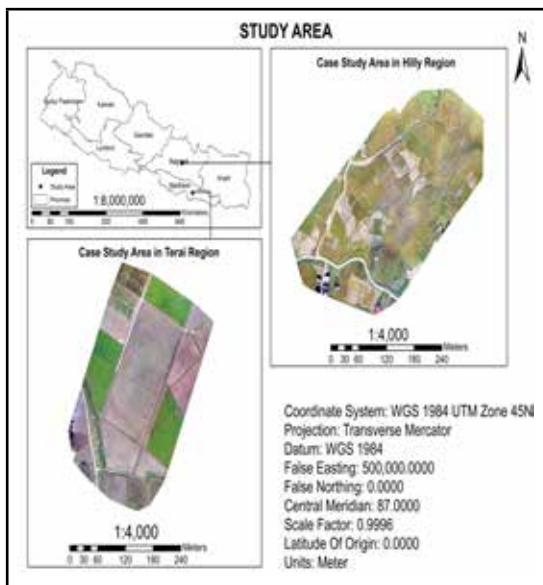 STUDY AREA
N
Case Study Area in Hilly Region
Karnali
Lumbini
Gandaki
Legend
Study Area
Province
1:8,000,000
Case Study Area in Terai Region
1:4,000
Meters
0 30 60 120 180 240
1:4,000
Meters
0 30 60 120 180 240
Coordinate System: WGS 1984 UTM Zone 45N
Projection: Transverse Mercator
Datum: WGS 1984
False Easting: 500,000.0000
False Northing: 0.0000
Central Meridian: 87.0000
Scale Factor: 0.9996
Latitude Of Origin: 0.0000
Units: Meter